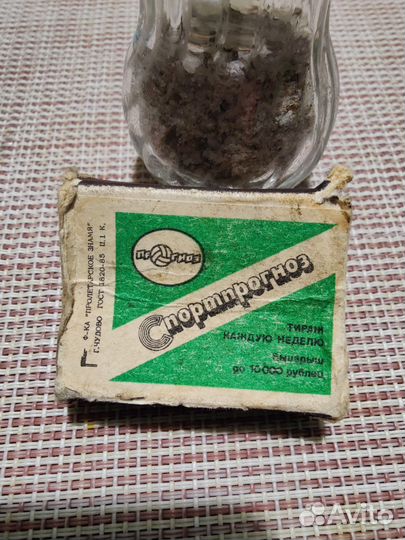 Ф-КА "ПРОЛЕТАРСКОЕ ЗНАМЯ"
Г. ЧУДОВО ГОСТ 1820-85 Ц. 1 К.
ПРОГНОЗ
Спортпрогноз
ТИРАЖ
КАЖДУЮ НЕДЕЛЮ
Выигрыш
до 10000 рублей
Avito